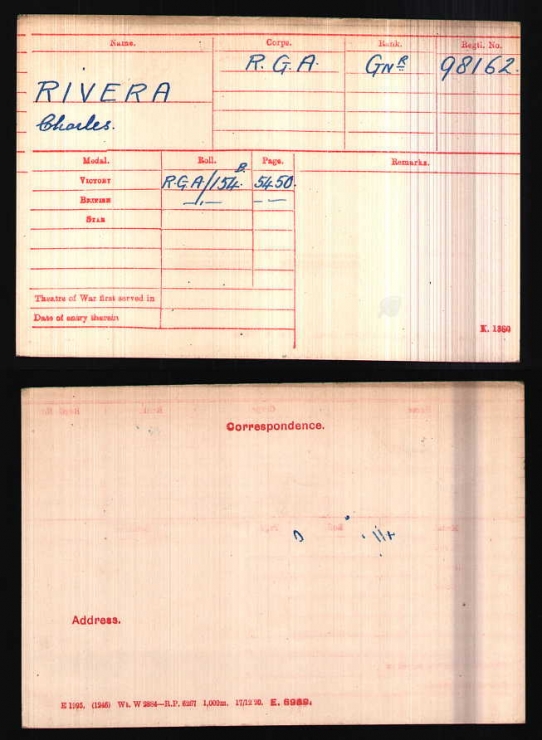 Name. Corps. Rank. Regtl. No.
RIVERA R.G.A. Gnr 98162.
Charles.
Medal. Roll. Page. Remarks.
VICTORY R.G.A/154.B. 5450.
BRITISH
STAR
Theatre of War first served in
Date of entry therein
K. 1380
Correspondence.
Address.
(1246) Wt. W 2884—R.P. 6267 1,000m. 17/12 20. K. 6989.